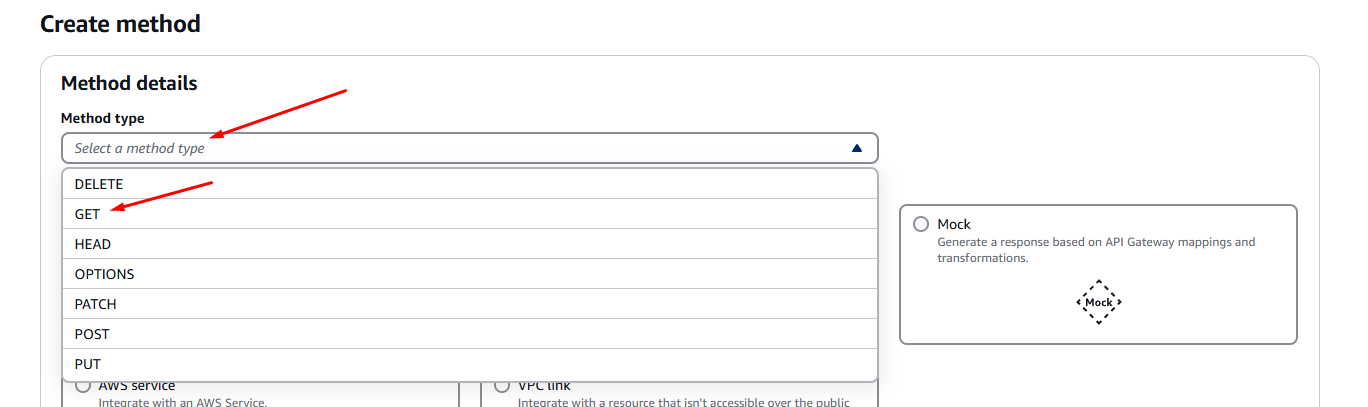 Create method
Method details
Method type
Select a method type
DELETE
GET
HEAD
OPTIONS
PATCH
POST
PUT
Mock
Generate a response based on API Gateway mappings and
transformations.
Mock
AWS service
Integrate with an AWS Service.
VPC link
Integrate with a resource that isn't accessible over the public